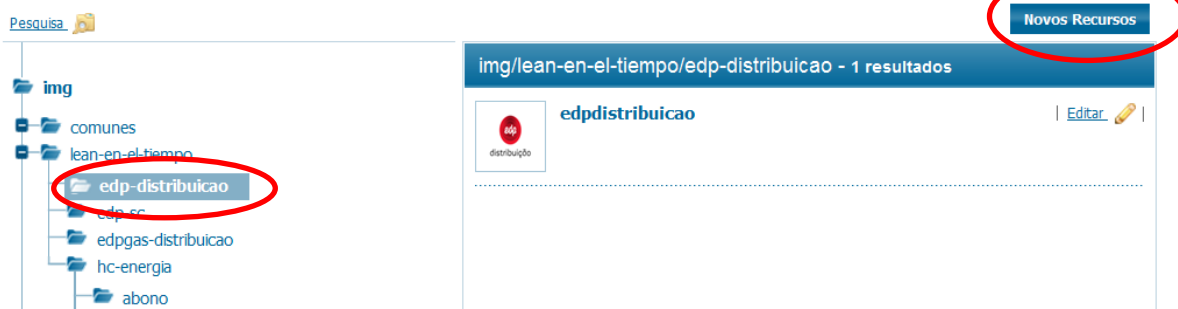 Pesquisa
Novos Recursos
img
comunes
lean-en-el-tiempo
edp-distribuicao
edp-sc
edpgas-distribuicao
hc-energia
abono
img/lean-en-el-tiempo/edp-distribuicao - 1 resultados
edp
distribuição
edpdistribuicao
| Editar |